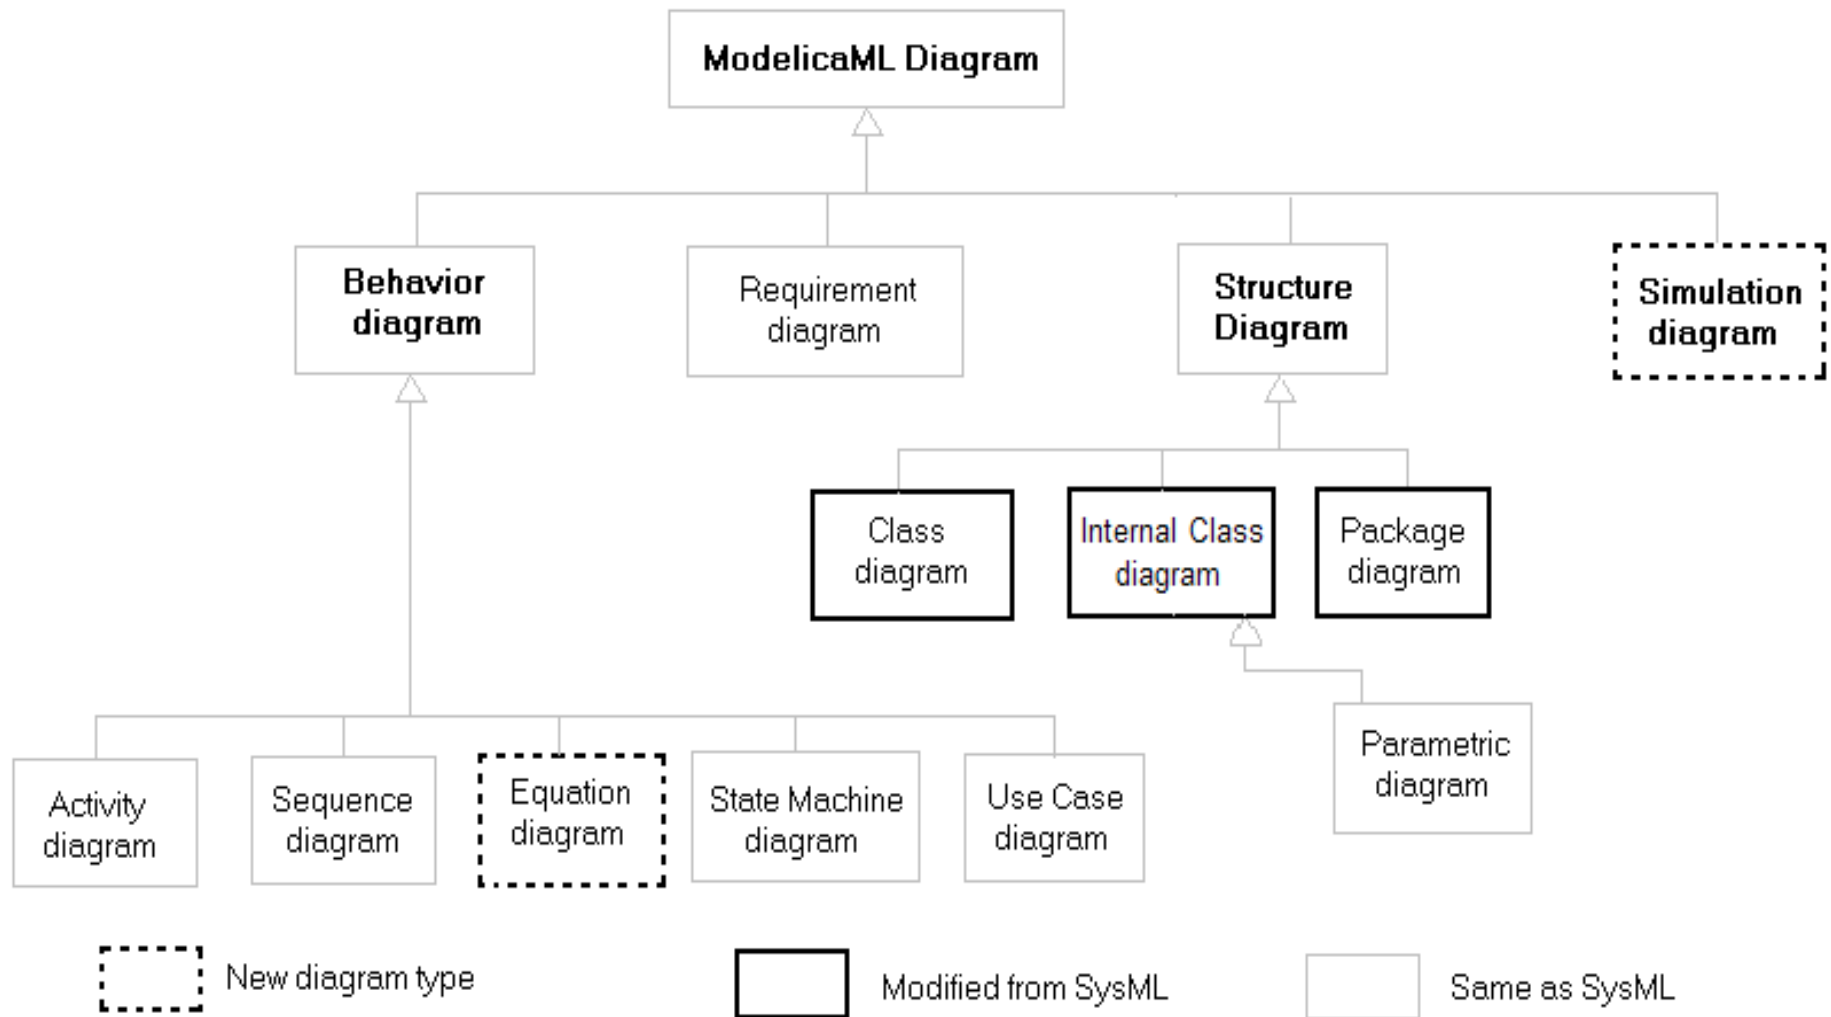 ModelicaML Diagram
Behavior
diagram
Requirement
diagram
Structure
Diagram
Simulation
diagram
Class
diagram
Internal Class
diagram
Package
diagram
Parametric
diagram
Activity
diagram
Sequence
diagram
Equation
diagram
State Machine
diagram
Use Case
diagram
New diagram type
Modified from SysML
Same as SysML